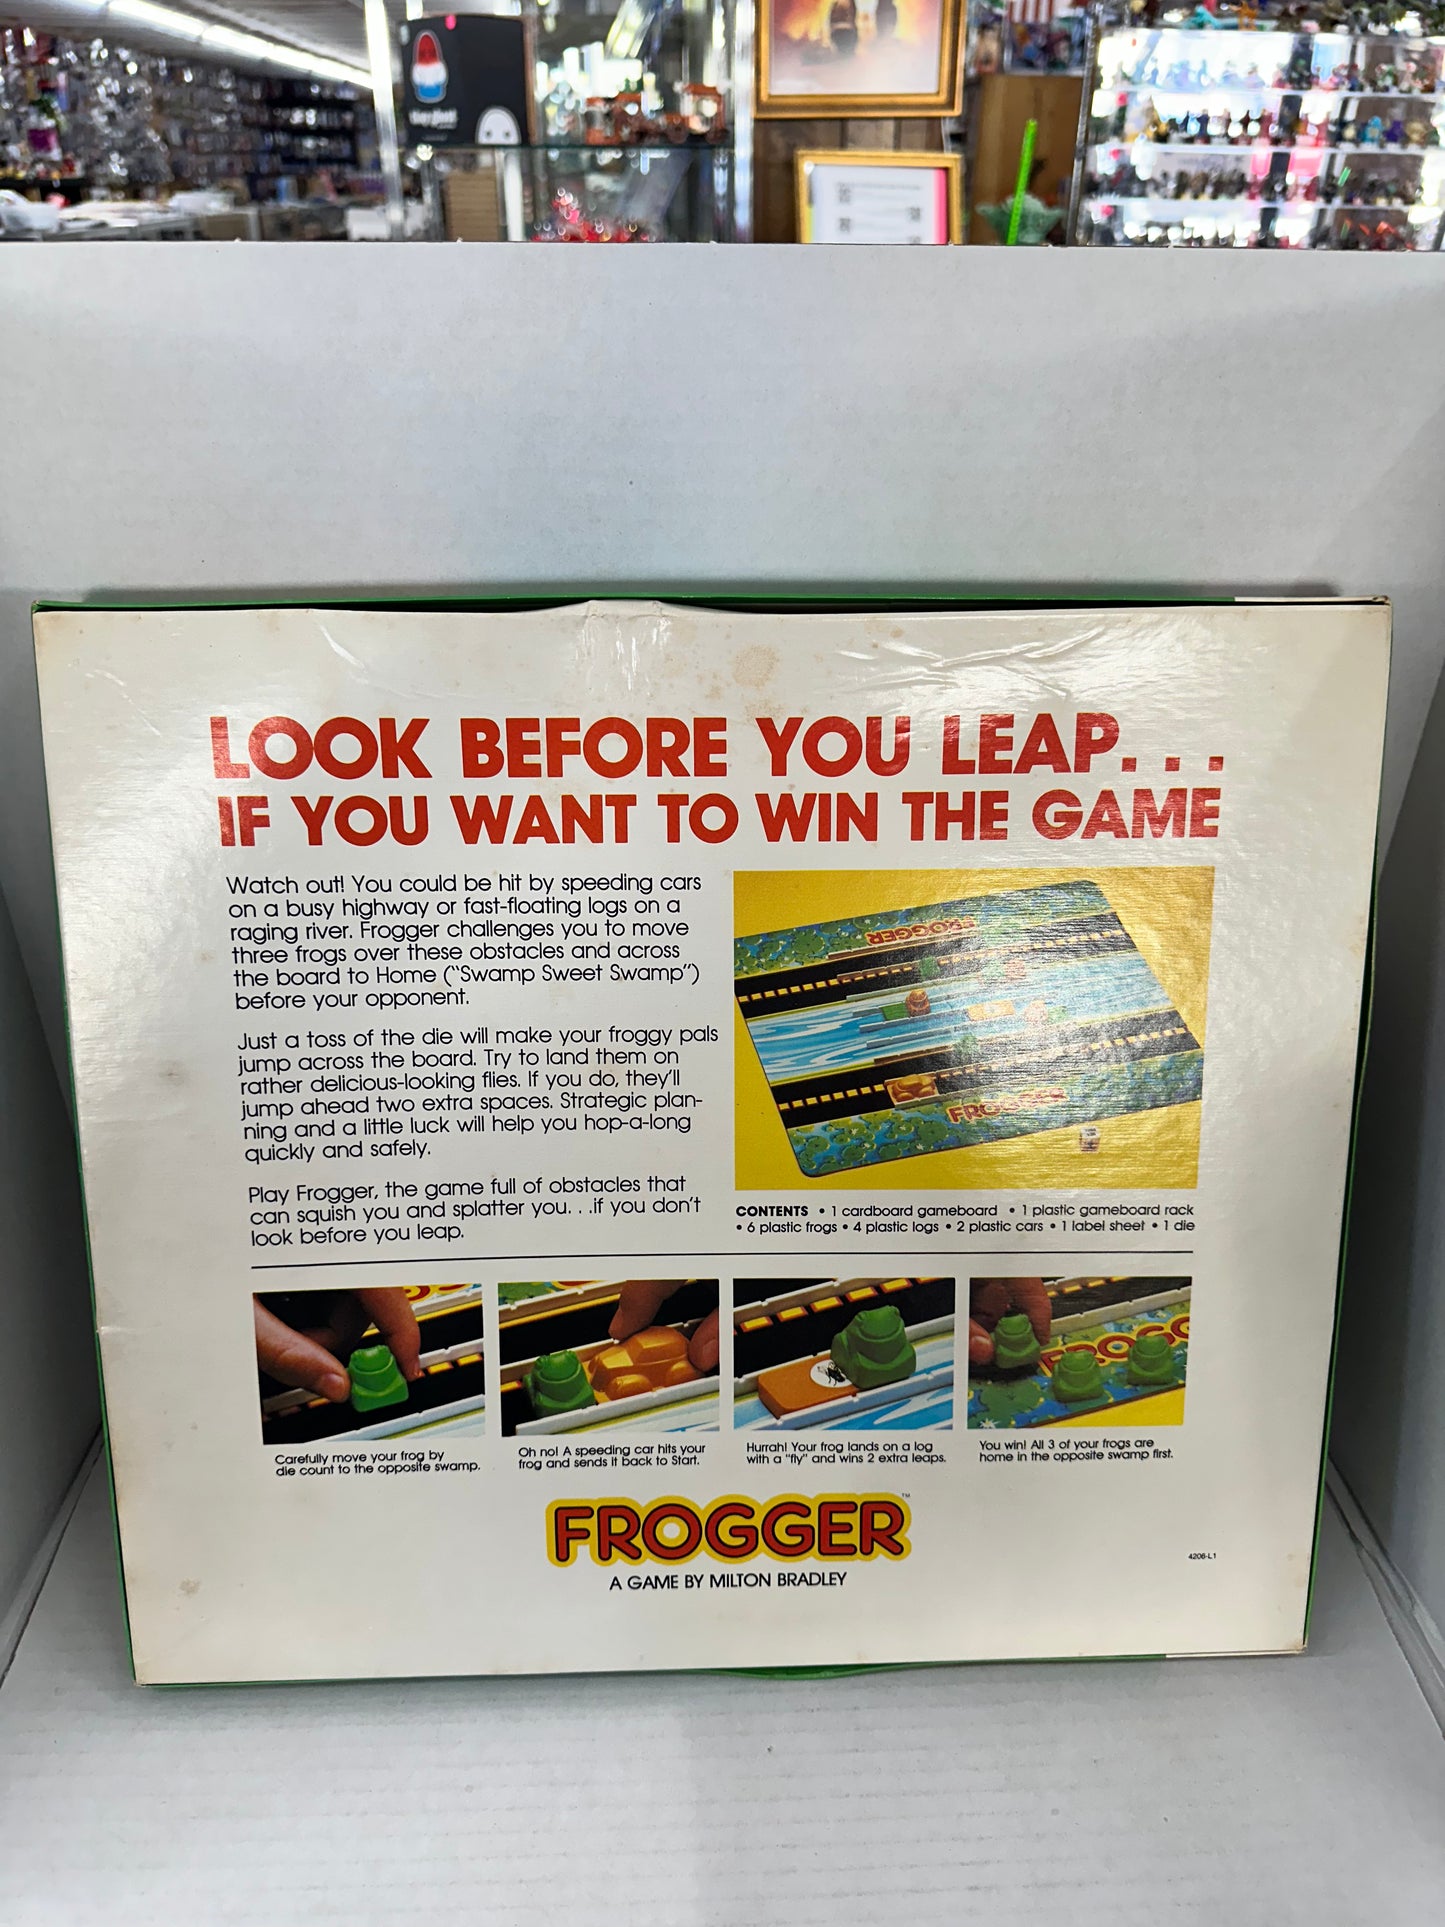 LOOK BEFORE YOU LEAP. . .
IF YOU WANT TO WIN THE GAME
Watch out! You could be hit by speeding cars
on a busy highway or fast-floating logs on a
raging river. Frogger challenges you to move
three frogs over these obstacles and across
the board to Home ("Swamp Sweet Swamp")
before your opponent.
Just a toss of the die will make your froggy pals
jump across the board. Try to land them on
rather delicious-looking flies. If you do, they'll
jump ahead two extra spaces. Strategic plan-
ning and a little luck will help you hop-a-long
quickly and safely.
Play Frogger, the game full of obstacles that
can squish you and splatter you. . .if you don't
look before you leap.
FROGGER
FROGGER
CONTENTS • 1 cardboard gameboard • 1 plastic gameboard rack
• 6 plastic frogs • 4 plastic logs • 2 plastic cars • 1 label sheet • 1 die
Carefully move your frog by
die count to the opposite swamp.
Oh no! A speeding car hits your
frog and sends it back to Start.
Hurrah! Your frog lands on a log
with a "fly" and wins 2 extra leaps.
You win! All 3 of your frogs are
home in the opposite swamp first.
FROGGER™
A GAME BY MILTON BRADLEY
4206-L1